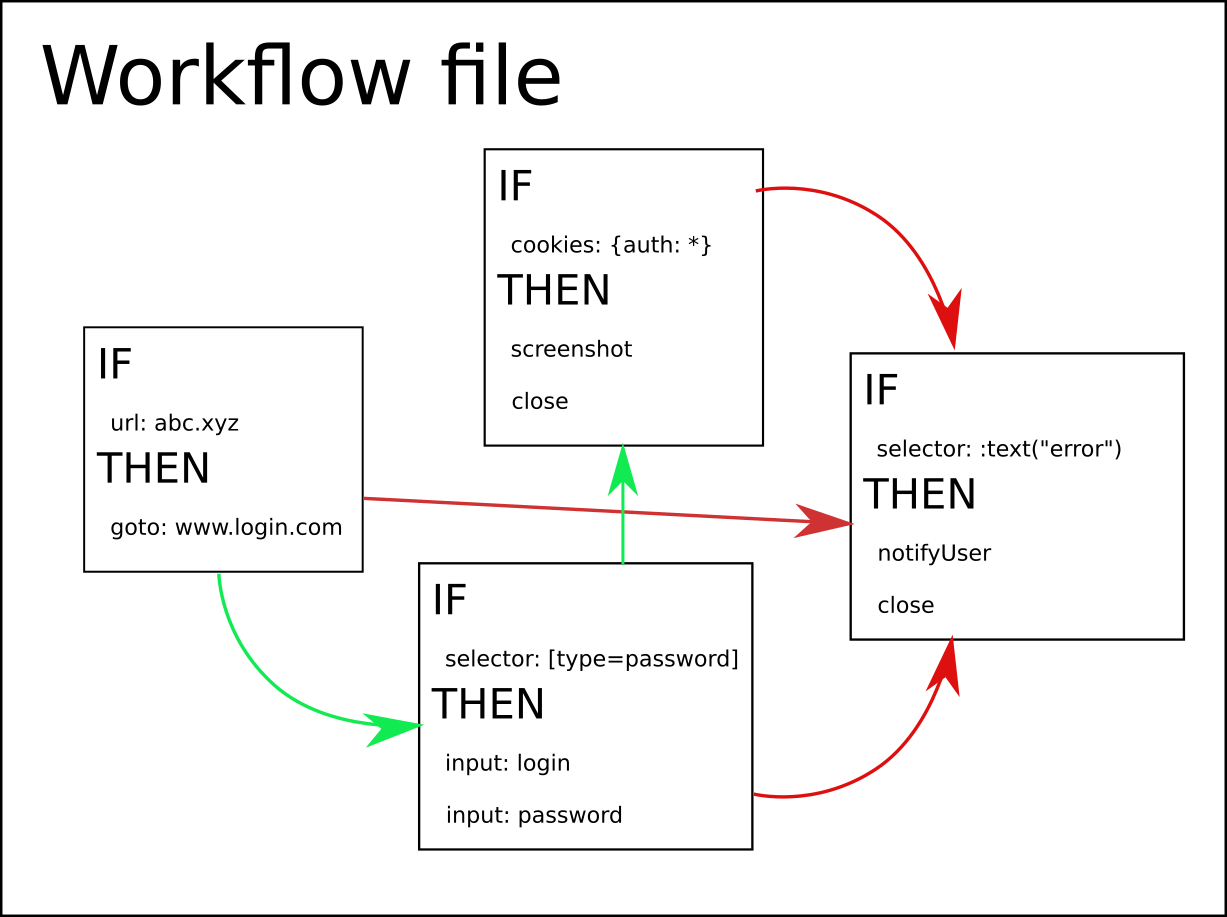 Workflow file
IF
cookies: {auth: *}
THEN
screenshot
close
IF
url: abc.xyz
THEN
goto: www.login.com
IF
selector: :text("error")
THEN
notifyUser
close
IF
selector: [type=password]
THEN
input: login
input: password